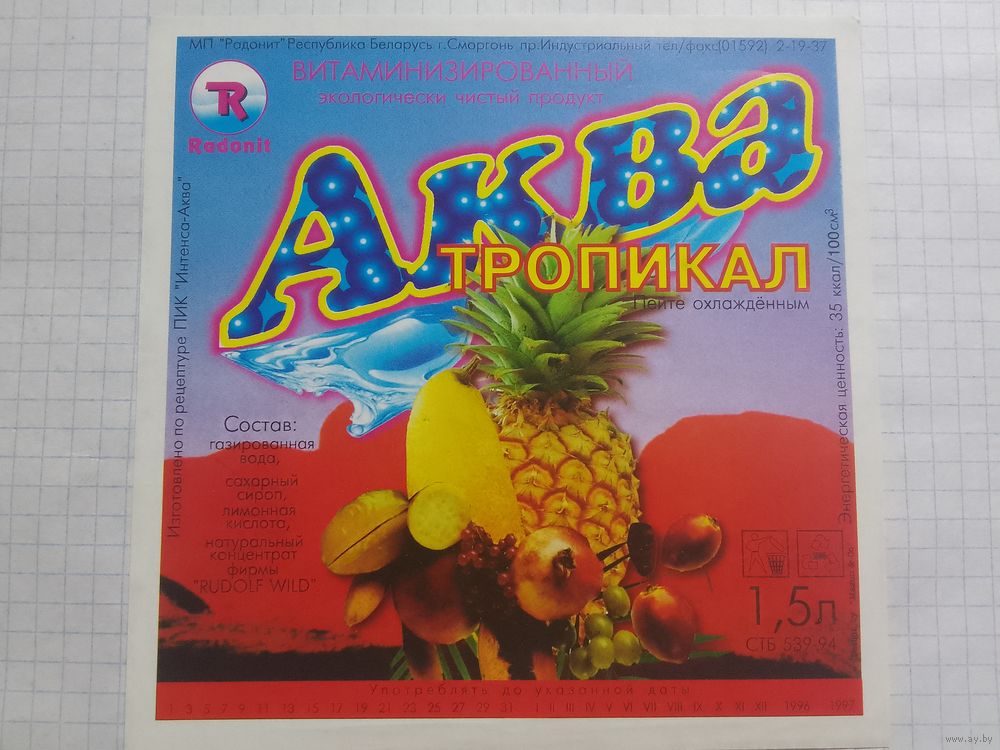 МП "Радонит" Республика Беларусь г.Сморгонь пр.Индустриальный тел/факс(01592) 2-19-37
ВИТАМИНИЗИРОВАННЫЙ
экологически чистый продукт
R
Radonit
Аква
ТРОПИКАЛ
Пейте охлаждённым
Изготовлено по рецептуре ПИК "Интенса-Аква"
Энергетическая ценность: 35 ккал/100см³
Состав:
газированная
вода,
сахарный
сироп,
лимонная
кислота,
натуральный
концентрат
фирмы
"RUDOLF WILD"
1,5л
СТБ 539-94
Употреблять до указанной даты
1 3 5 7 9 11 13 15 17 19 21 23 25 27 29 31 I II III IV V VI VII VIII IX X XI XII 1996 1997
www.ay.by